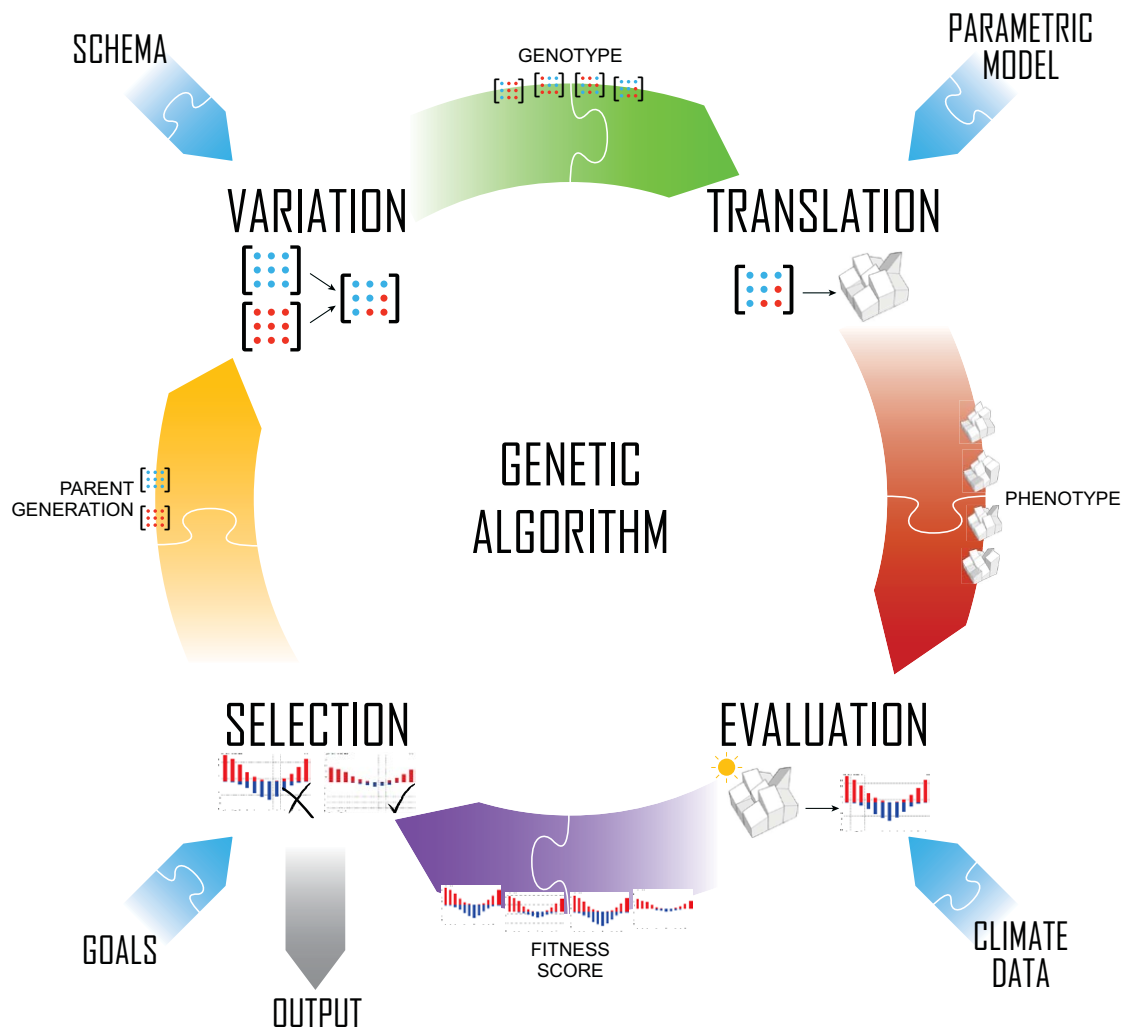 SCHEMA
GENOTYPE
PARAMETRIC
MODEL
VARIATION
TRANSLATION
GENETIC
ALGORITHM
PARENT
GENERATION
PHENOTYPE
SELECTION
EVALUATION
GOALS
FITNESS
SCORE
CLIMATE
DATA
OUTPUT